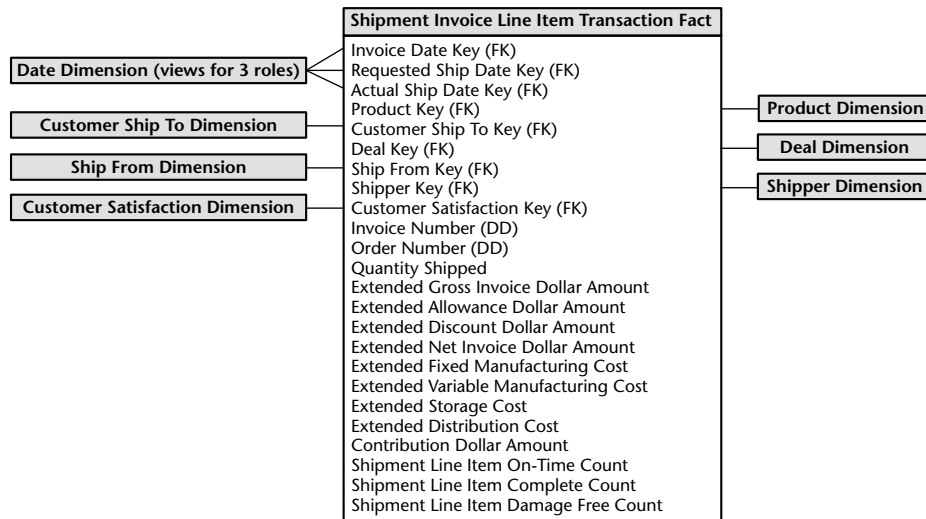 Shipment Invoice Line Item Transaction Fact
Invoice Date Key (FK)
Requested Ship Date Key (FK)
Actual Ship Date Key (FK)
Product Key (FK)
Customer Ship To Key (FK)
Deal Key (FK)
Ship From Key (FK)
Shipper Key (FK)
Customer Satisfaction Key (FK)
Invoice Number (DD)
Order Number (DD)
Quantity Shipped
Extended Gross Invoice Dollar Amount
Extended Allowance Dollar Amount
Extended Discount Dollar Amount
Extended Net Invoice Dollar Amount
Extended Fixed Manufacturing Cost
Extended Variable Manufacturing Cost
Extended Storage Cost
Extended Distribution Cost
Contribution Dollar Amount
Shipment Line Item On-Time Count
Shipment Line Item Complete Count
Shipment Line Item Damage Free Count
Date Dimension (views for 3 roles)
Customer Ship To Dimension
Ship From Dimension
Customer Satisfaction Dimension
Product Dimension
Deal Dimension
Shipper Dimension